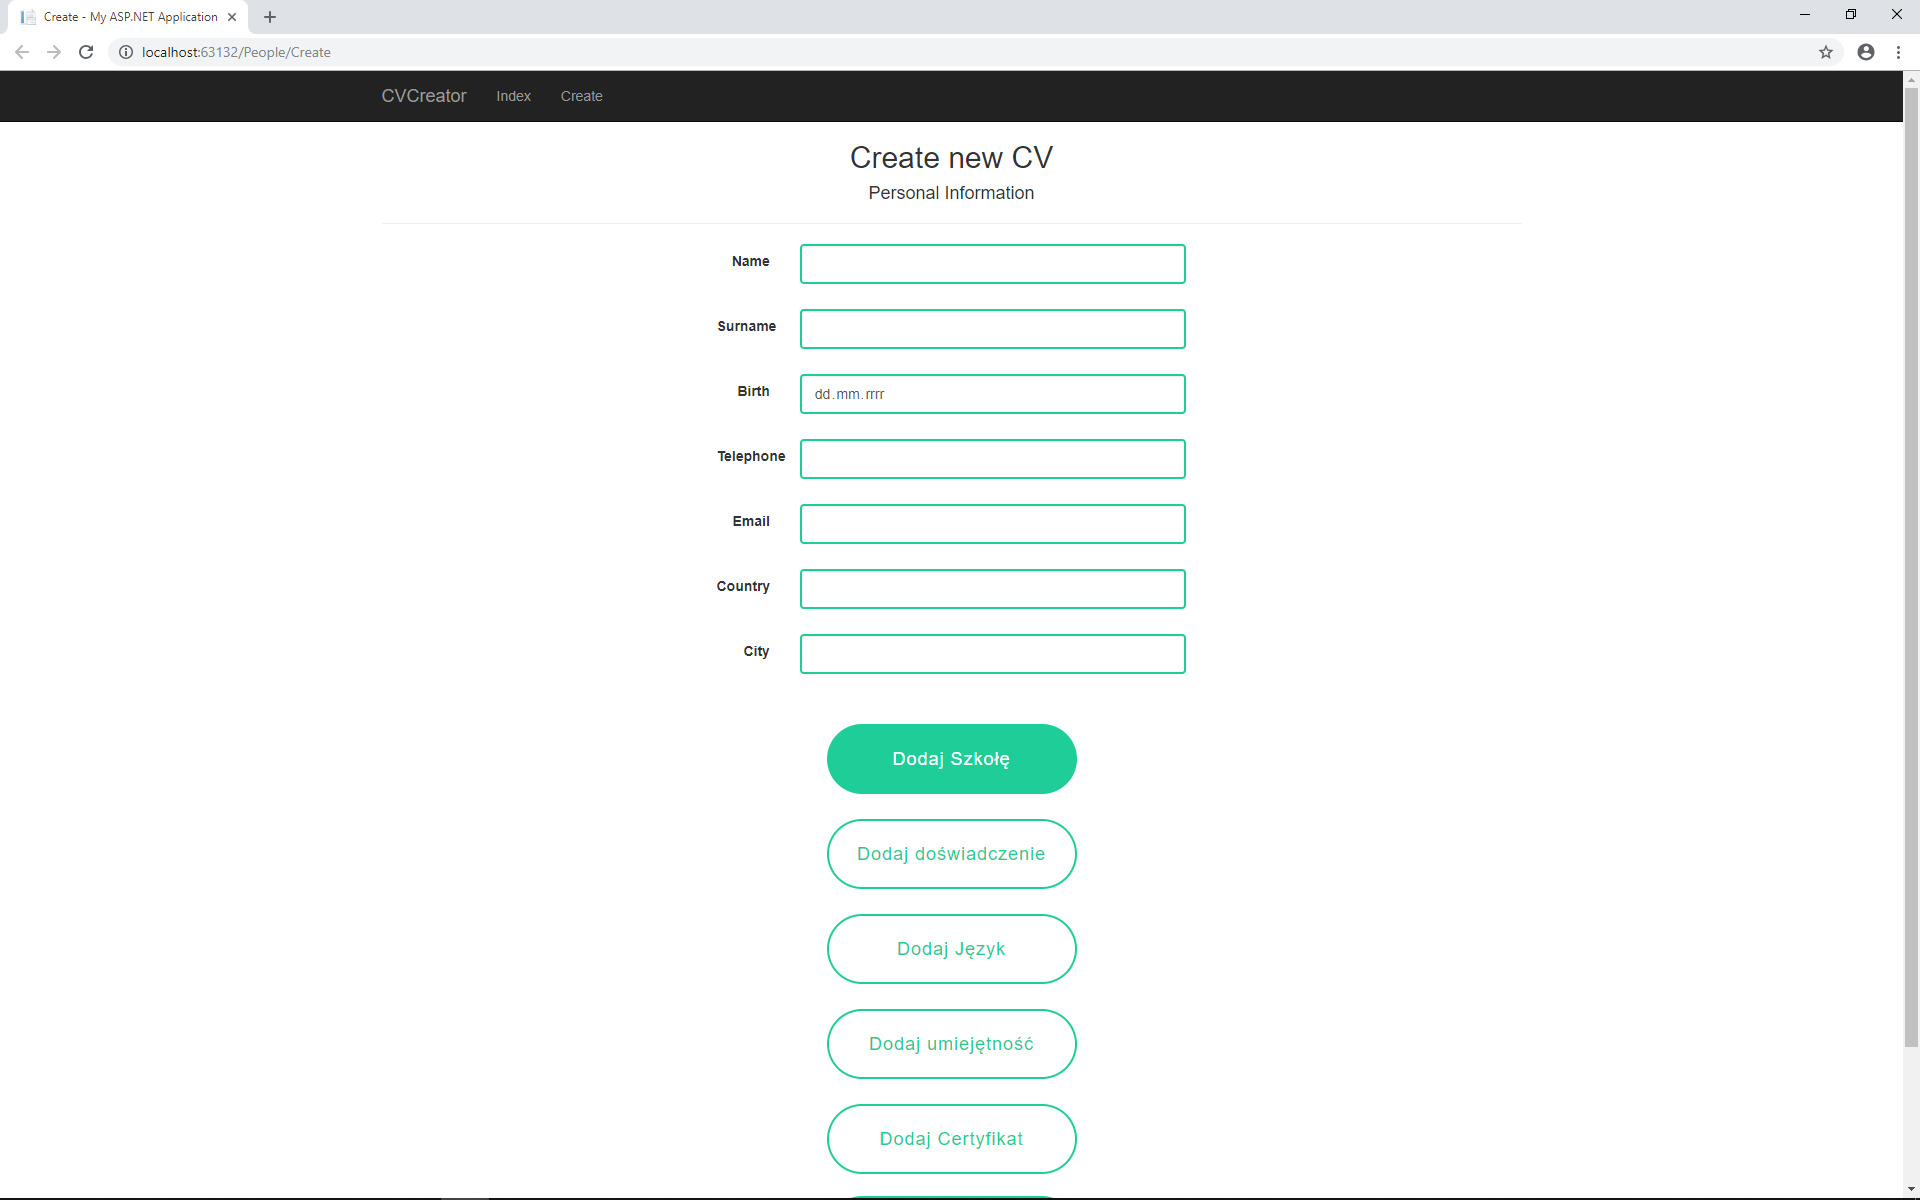 Create - My ASP.NET Application
localhost:63132/People/Create
CVCreator Index Create
Create new CV
Personal Information
Name
Surname
Birth dd.mm.rrrr
Telephone
Email
Country
City
Dodaj Szkołę
Dodaj doświadczenie
Dodaj Język
Dodaj umiejętność
Dodaj Certyfikat